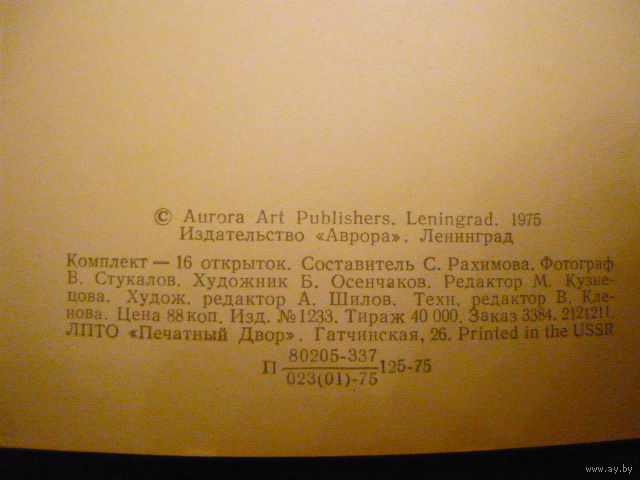 © Aurora Art Publishers. Leningrad. 1975
Издательство «Аврора». Ленинград
Комплект — 16 открыток. Составитель С. Рахимова. Фотограф
В. Стукалов. Художник Б. Осенчаков. Редактор М. Кузне-
цова. Худож. редактор А. Шилов. Техн. редактор В. Кле-
нова. Цена 88 коп. Изд. № 1233. Тираж 40 000. Заказ 3384. 2121211.
ЛПТО «Печатный Двор». Гатчинская, 26. Printed in the USSR
80205-337
П 125-75
023(01)-75
www.ay.by